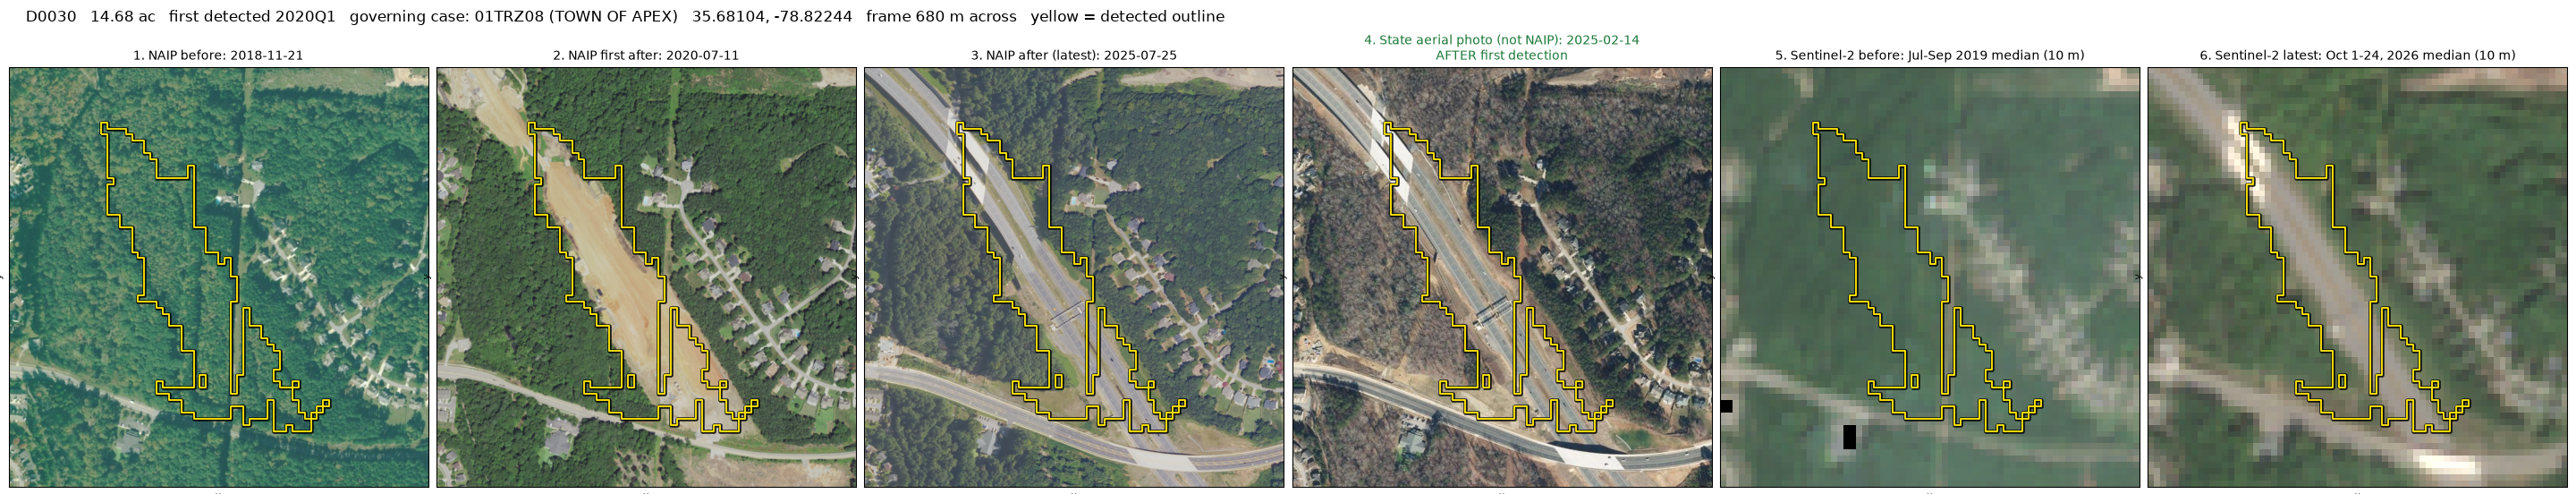 D0030   14.68 ac   first detected 2020Q1   governing case: 01TRZ08 (TOWN OF APEX)   35.68104, -78.82244   frame 680 m across   yellow = detected outline
1. NAIP before: 2018-11-21
2. NAIP first after: 2020-07-11
3. NAIP after (latest): 2025-07-25
4. State aerial photo (not NAIP): 2025-02-14
AFTER first detection
5. Sentinel-2 before: Jul-Sep 2019 median (10 m)
6. Sentinel-2 latest: Oct 1-24, 2026 median (10 m)